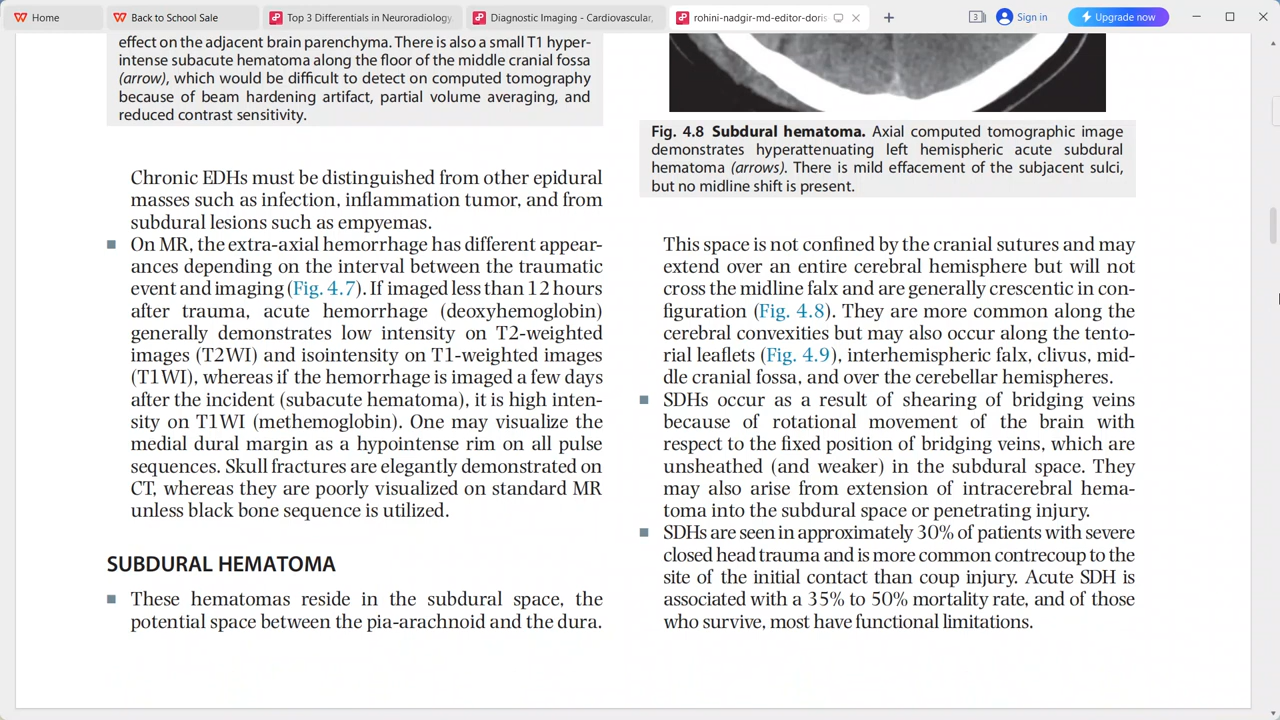 Home
Back to School Sale
Top 3 Differentials in Neuroradiology
Diagnostic Imaging - Cardiovascular,
rohini-nadgir-md-editor-doris
3
Sign in
Upgrade now
effect on the adjacent brain parenchyma. There is also a small T1 hyper-
intense subacute hematoma along the floor of the middle cranial fossa
(arrow), which would be difficult to detect on computed tomography
because of beam hardening artifact, partial volume averaging, and
reduced contrast sensitivity.
Chronic EDHs must be distinguished from other epidural
masses such as infection, inflammation tumor, and from
subdural lesions such as empyemas.
On MR, the extra-axial hemorrhage has different appear-
ances depending on the interval between the traumatic
event and imaging (Fig. 4.7). If imaged less than 12 hours
after trauma, acute hemorrhage (deoxyhemoglobin)
generally demonstrates low intensity on T2-weighted
images (T2WI) and isointensity on T1-weighted images
(T1WI), whereas if the hemorrhage is imaged a few days
after the incident (subacute hematoma), it is high inten-
sity on T1WI (methemoglobin). One may visualize the
medial dural margin as a hypointense rim on all pulse
sequences. Skull fractures are elegantly demonstrated on
CT, whereas they are poorly visualized on standard MR
unless black bone sequence is utilized.
SUBDURAL HEMATOMA
These hematomas reside in the subdural space, the
potential space between the pia-arachnoid and the dura.
Fig. 4.8 Subdural hematoma. Axial computed tomographic image
demonstrates hyperattenuating left hemispheric acute subdural
hematoma (arrows). There is mild effacement of the subjacent sulci,
but no midline shift is present.
This space is not confined by the cranial sutures and may
extend over an entire cerebral hemisphere but will not
cross the midline falx and are generally crescentic in con-
figuration (Fig. 4.8). They are more common along the
cerebral convexities but may also occur along the tento-
rial leaflets (Fig. 4.9), interhemispheric falx, clivus, mid-
dle cranial fossa, and over the cerebellar hemispheres.
SDHs occur as a result of shearing of bridging veins
because of rotational movement of the brain with
respect to the fixed position of bridging veins, which are
unsheathed (and weaker) in the subdural space. They
may also arise from extension of intracerebral hema-
toma into the subdural space or penetrating injury.
SDHs are seen in approximately 30% of patients with severe
closed head trauma and is more common contrecoup to the
site of the initial contact than coup injury. Acute SDH is
associated with a 35% to 50% mortality rate, and of those
who survive, most have functional limitations.